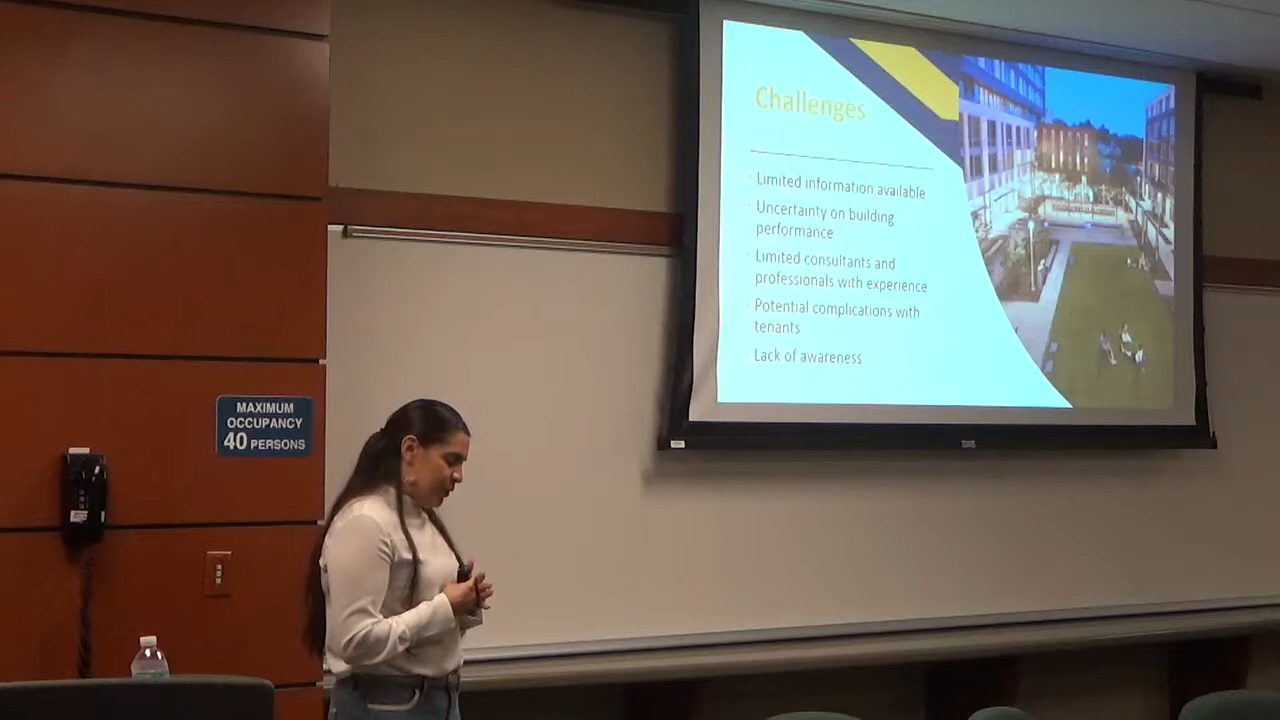 Challenges
Limited information available
Uncertainty on building
performance
Limited consultants and
professionals with experience
Potential complications with
tenants
Lack of awareness
MAXIMUM
OCCUPANCY
40 PERSONS